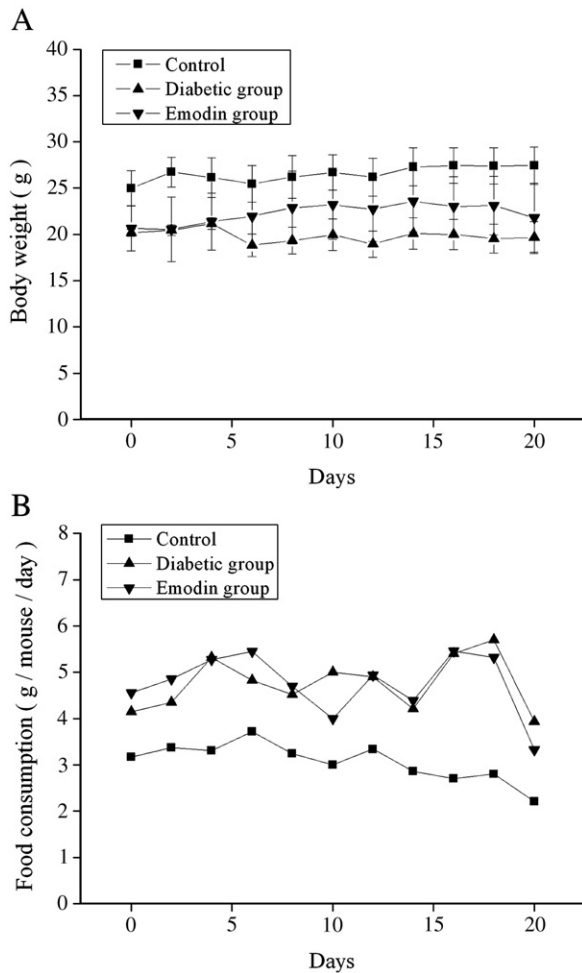 A
Body weight ( g )
40
35
30
25
20
15
10
5
0
Control
Diabetic group
Emodin group
0 5 10 15 20
Days
B
Food consumption ( g / mouse / day )
8
7
6
5
4
3
2
1
0
Control
Diabetic group
Emodin group
0 5 10 15 20
Days